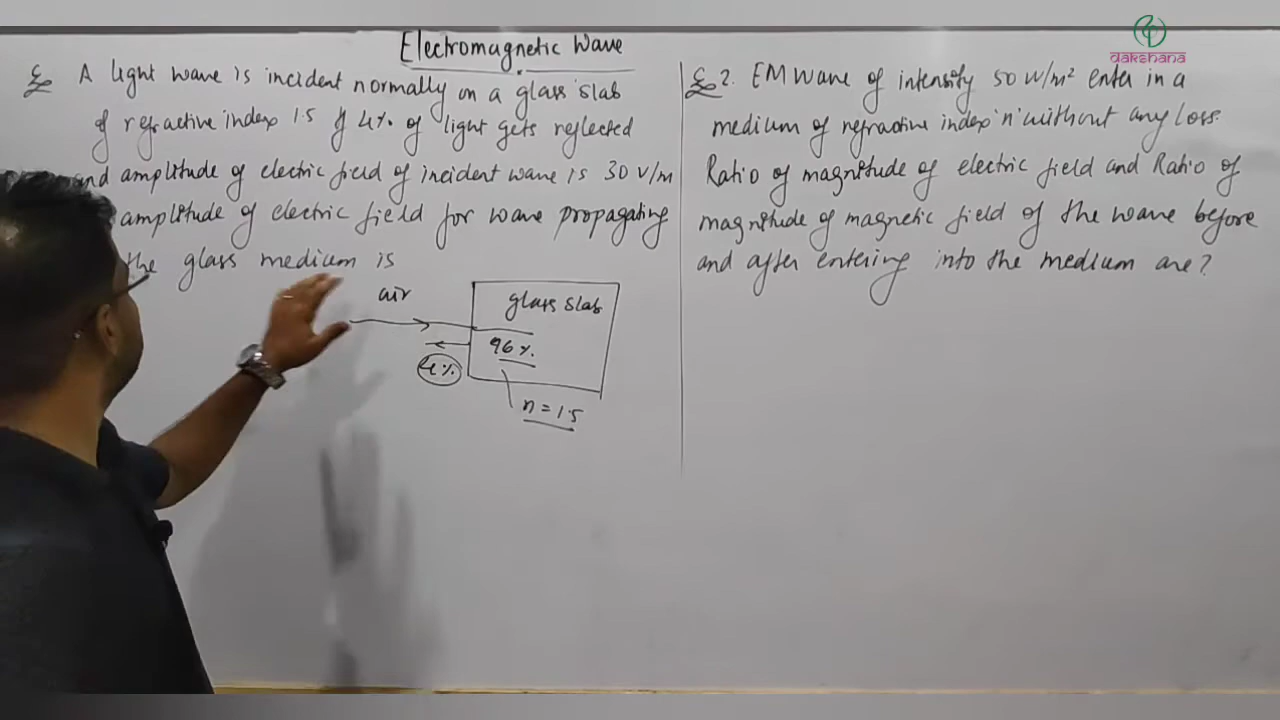 dakshana
Electromagnetic Wave
Ex A light wave is incident normally on a glass slab
of refractive index 1.5 If 4% of light gets reflected
and amplitude of electric field of incident wave is 30 V/m
amplitude of electric field for wave propagating
the glass medium is
air
glass slab
96 %.
4%
n = 1.5
Ex 2. EM Wave of intensity 50 W/m² enter in a
medium of refractive index 'n' without any loss.
Ratio of magnitude of electric field and Ratio of
magnitude of magnetic field of the wave before
and after entering into the medium are?